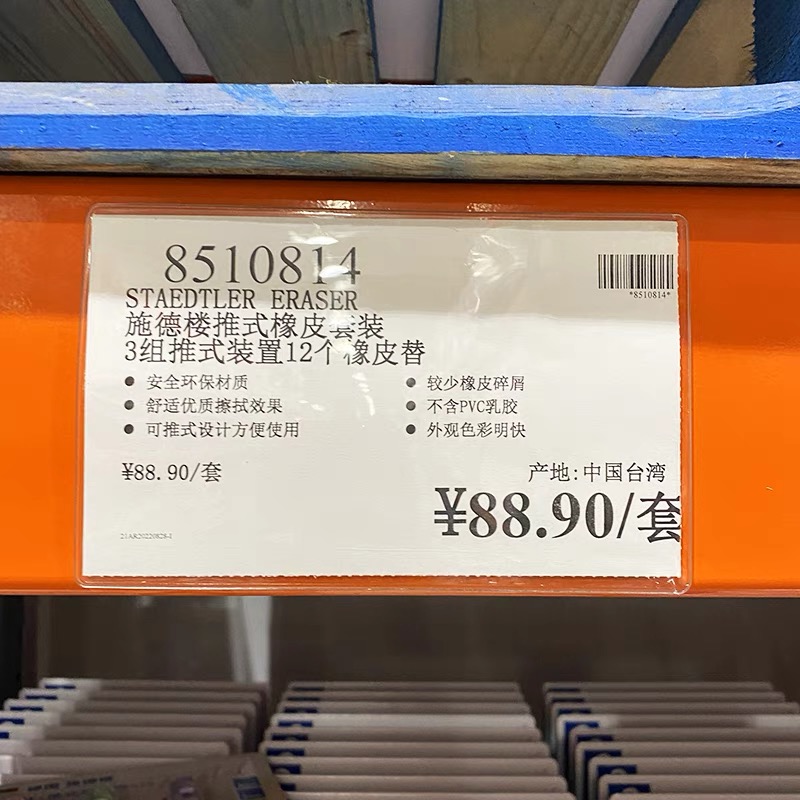 8510814
*8510814*
STAEDTLER ERASER
施德楼推式橡皮套装
3组推式装置12个橡皮替
● 安全环保材质
● 较少橡皮碎屑
● 舒适优质擦拭效果
● 不含PVC乳胶
● 可推式设计方便使用
● 外观色彩明快
¥88.90/套
产地:中国台湾
¥88.90/套
21AR20220828-1